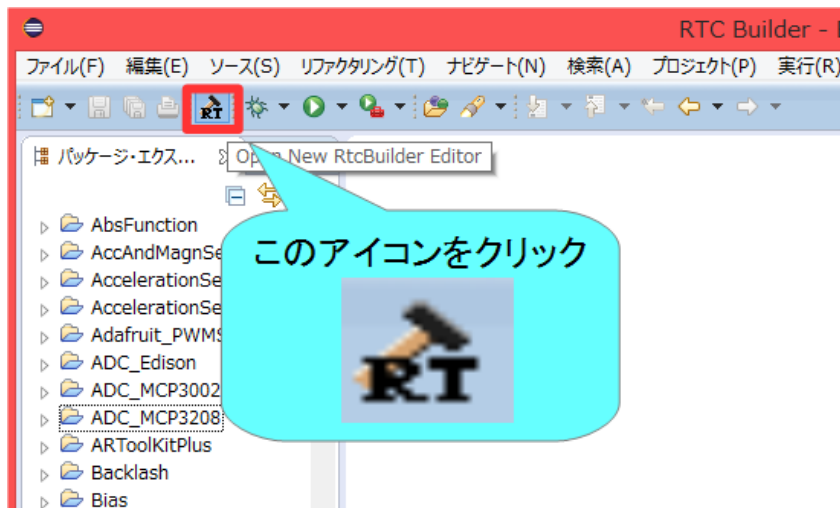 RTC Builder -
ファイル(F) 編集(E) ソース(S) リファクタリング(T) ナビゲート(N) 検索(A) プロジェクト(P) 実行(R)
RT
パッケージ・エクス...
New RtcBuilder Editor
このアイコンをクリック
RT
AbsFunction
AccAndMagnSe
AccelerationSe
AccelerationSe
Adafruit_PWMS
ADC_Edison
ADC_MCP3002
ADC_MCP3208
ARToolKitPlus
Backlash
Bias